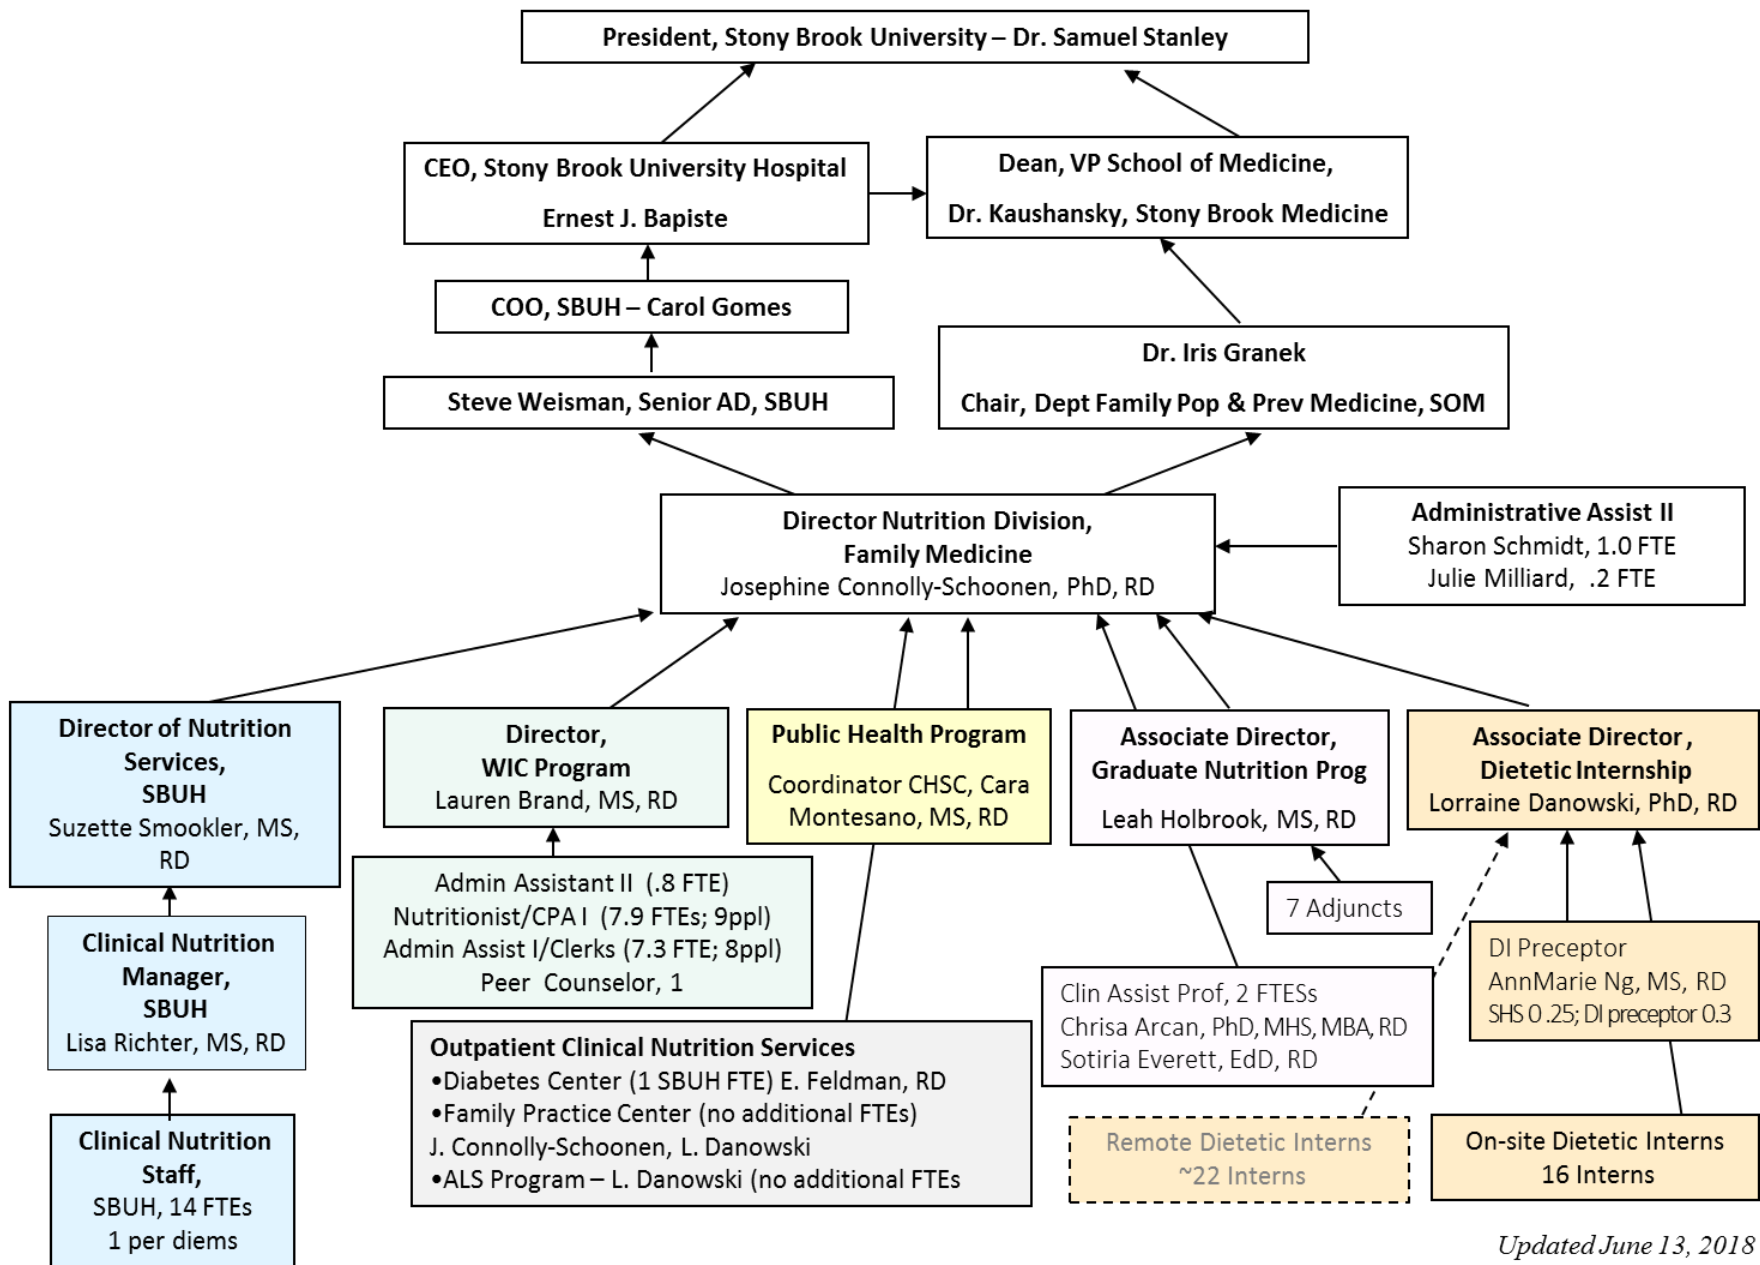 President, Stony Brook University – Dr. Samuel Stanley
CEO, Stony Brook University Hospital
Ernest J. Bapiste
Dean, VP School of Medicine,
Dr. Kaushansky, Stony Brook Medicine
COO, SBUH – Carol Gomes
Dr. Iris Granek
Chair, Dept Family Pop & Prev Medicine, SOM
Steve Weisman, Senior AD, SBUH
Director Nutrition Division,
Family Medicine
Josephine Connolly-Schoonen, PhD, RD
Administrative Assist II
Sharon Schmidt, 1.0 FTE
Julie Milliard, .2 FTE
Director of Nutrition
Services,
SBUH
Suzette Smookler, MS,
RD
Director,
WIC Program
Lauren Brand, MS, RD
Public Health Program
Coordinator CHSC, Cara
Montesano, MS, RD
Associate Director,
Graduate Nutrition Prog
Leah Holbrook, MS, RD
Associate Director,
Dietetic Internship
Lorraine Danowski, PhD, RD
Admin Assistant II (.8 FTE)
Nutritionist/CPA I (7.9 FTEs; 9ppl)
Admin Assist I/Clerks (7.3 FTE; 8ppl)
Peer Counselor, 1
7 Adjuncts
Clinical Nutrition
Manager,
SBUH
Lisa Richter, MS, RD
DI Preceptor
AnnMarie Ng, MS, RD
SHS 0 .25; DI preceptor 0.3
Clin Assist Prof, 2 FTESs
Chrisa Arcan, PhD, MHS, MBA, RD
Sotiria Everett, EdD, RD
Outpatient Clinical Nutrition Services
•Diabetes Center (1 SBUH FTE) E. Feldman, RD
•Family Practice Center (no additional FTEs)
J. Connolly-Schoonen, L. Danowski
•ALS Program – L. Danowski (no additional FTEs
Clinical Nutrition
Staff,
SBUH, 14 FTEs
1 per diems
Remote Dietetic Interns
~22 Interns
On-site Dietetic Interns
16 Interns
Updated June 13, 2018